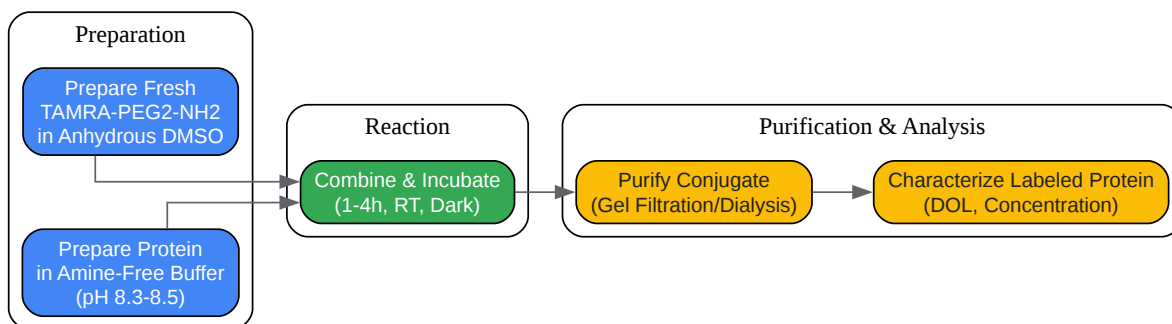 Preparation
Prepare Fresh
TAMRA-PEG2-NH2
in Anhydrous DMSO
Prepare Protein
in Amine-Free Buffer
(pH 8.3-8.5)
Reaction
Combine & Incubate
(1-4h, RT, Dark)
Purification & Analysis
Purify Conjugate
(Gel Filtration/Dialysis)
Characterize Labeled Protein
(DOL, Concentration)